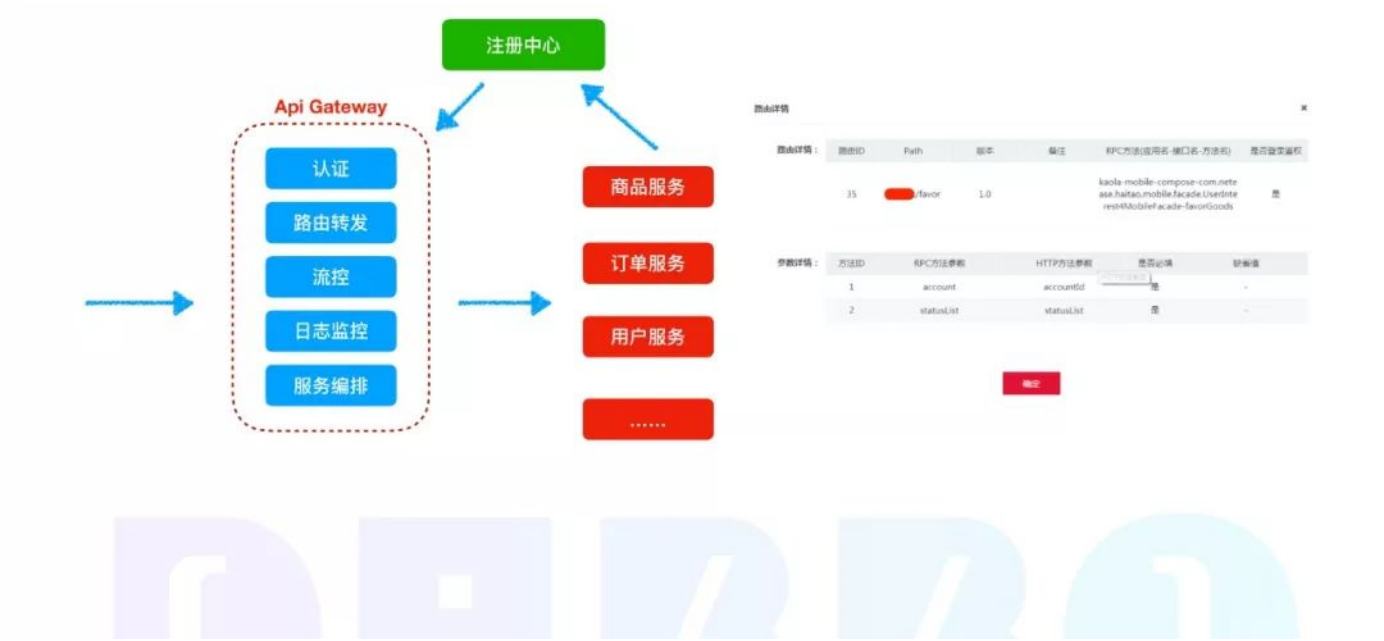 注册中心
Api Gateway
认证
路由转发
流控
日志监控
服务编排
商品服务
订单服务
用户服务
......
路由详情
路由详情： 路由ID Path 版本 备注 RPC方法(应用名-接口名-方法名) 是否登录鉴权
35 /favor 1.0 kaola-mobile-compose-com.nete 是
ase.haitao.mobile.facade.UserInte
rest4MobileFacade-favorGoods
参数详情： 方法ID RPC方法参数 HTTP方法参数 是否必填 缺省值
1 account accountId 是 -
2 statusList statusList 是 -
确定
DUBBO